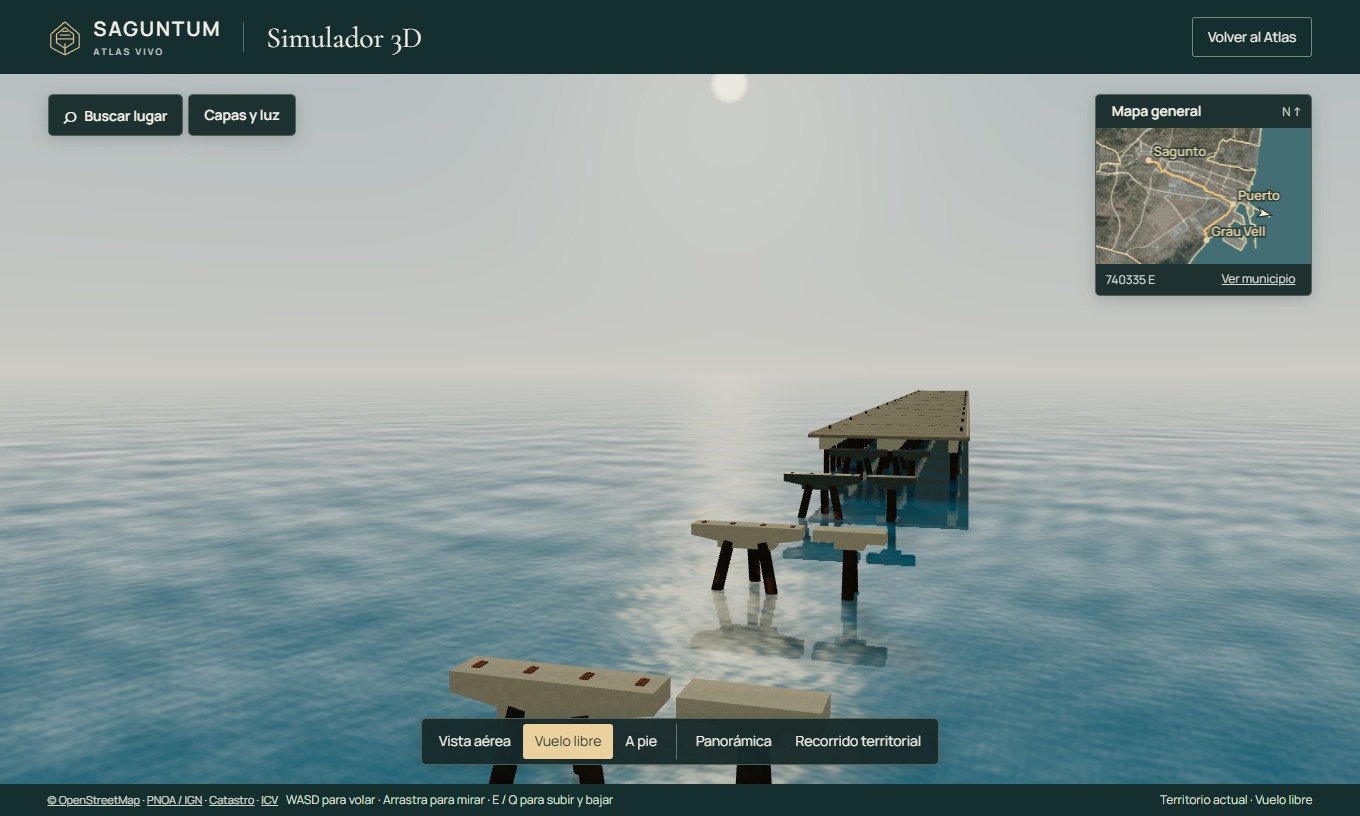 SAGUNTUM
ATLAS VIVO
Simulador 3D
Volver al Atlas
Buscar lugar
Capas y luz
Mapa general
N ↑
Sagunto
Puerto
Grau Vell
740335 E
Ver municipio
Vista aérea
Vuelo libre
A pie
Panorámica
Recorrido territorial
© OpenStreetMap · PNOA / IGN · Catastro · ICV WASD para volar · Arrastra para mirar · E / Q para subir y bajar
Territorio actual · Vuelo libre